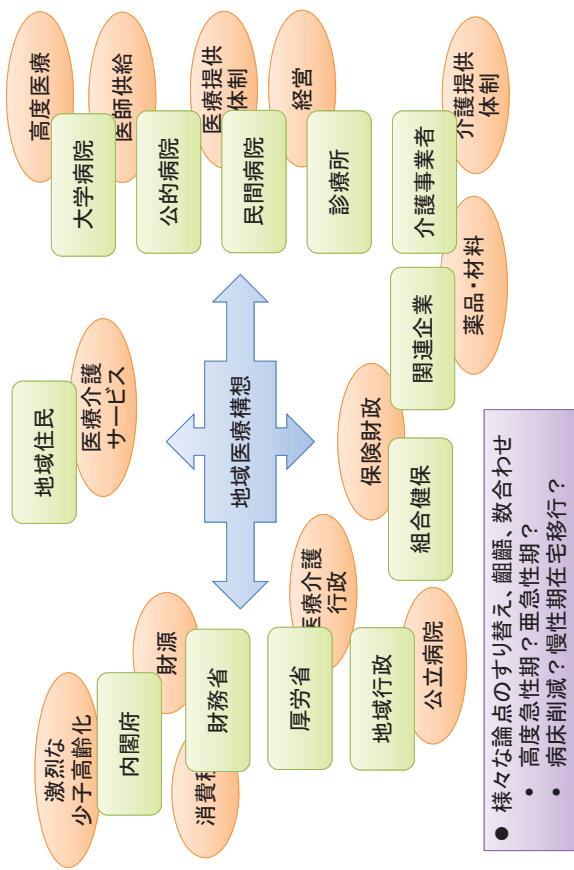 激烈な
少子高齢化
内閣府
財源
消費税
財務省
厚労省
医療介護
行政
地域行政
公立病院
地域住民
医療介護
サービス
地域医療構想
保険財政
組合健保
関連企業
薬品・材料
高度医療
大学病院
医師供給
公的病院
医療提供
体制
民間病院
経営
診療所
介護事業者
介護提供
体制
● 様々な論点のすり替え、齟齬、数合わせ
• 高度急性期？亜急性期？
• 病床削減？慢性期在宅移行？